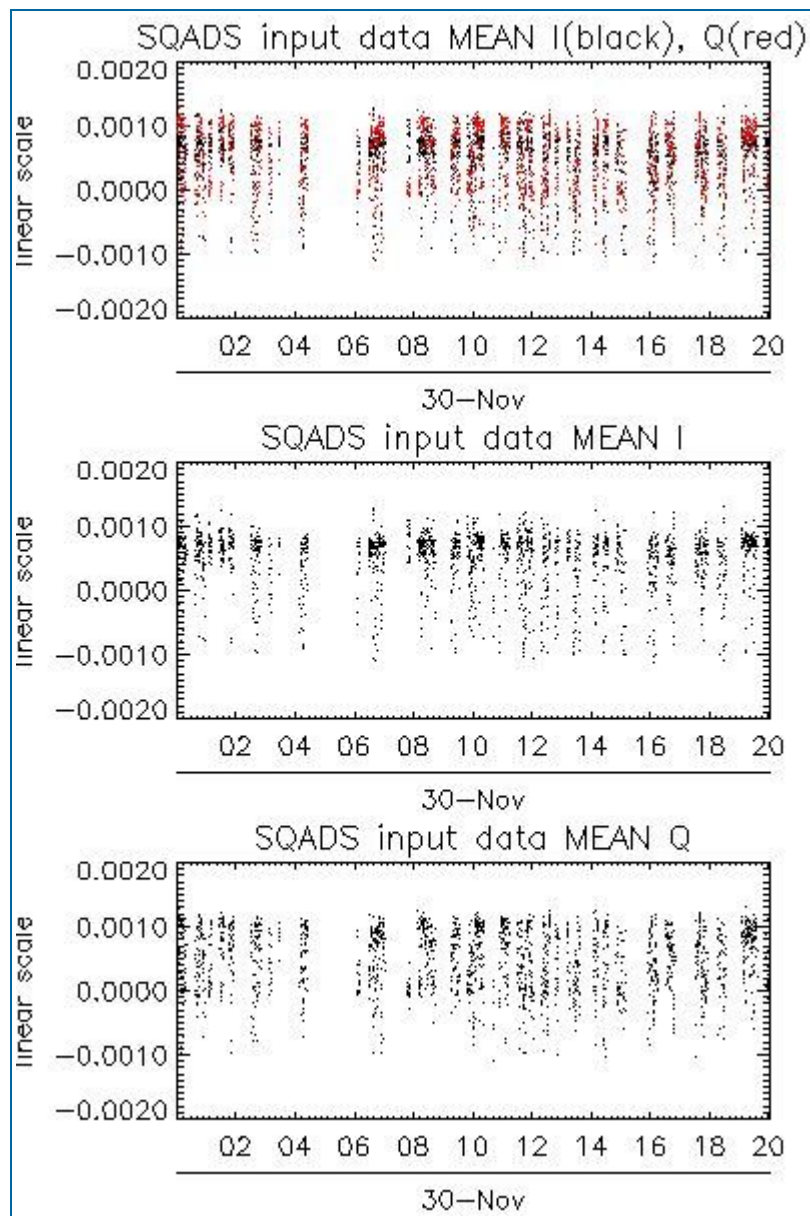 SQADS input data MEAN I(black), Q(red)
0.0020
0.0010
0.0000
−0.0010
−0.0020
linear scale
02 04 06 08 10 12 14 16 18 20
30−Nov
SQADS input data MEAN I
0.0020
0.0010
0.0000
−0.0010
−0.0020
linear scale
02 04 06 08 10 12 14 16 18 20
30−Nov
SQADS input data MEAN Q
0.0020
0.0010
0.0000
−0.0010
−0.0020
linear scale
02 04 06 08 10 12 14 16 18 20
30−Nov